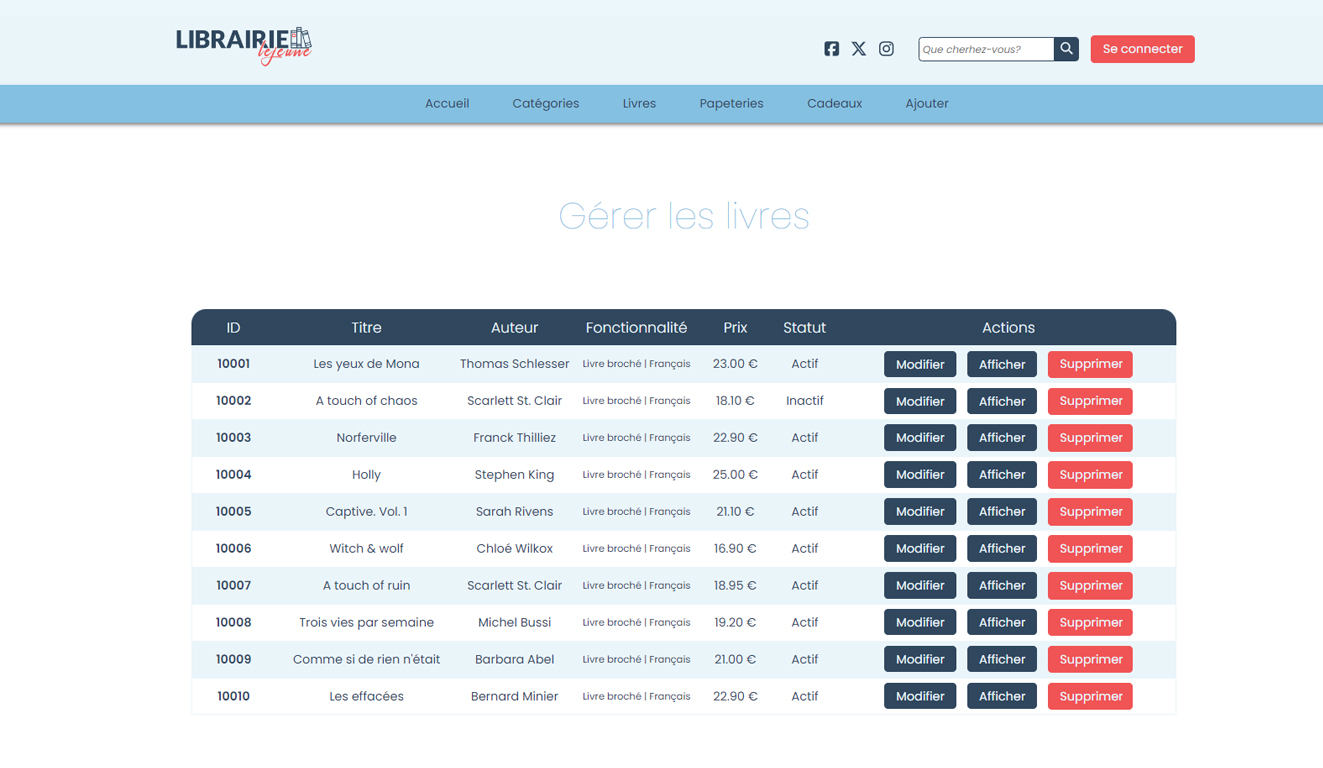 LIBRAIRIE
lejeune
Que cherhez-vous?
Se connecter
Accueil Catégories Livres Papeteries Cadeaux Ajouter
Gérer les livres
ID Titre Auteur Fonctionnalité Prix Statut Actions
10001 Les yeux de Mona Thomas Schlesser Livre broché | Français 23.00 € Actif Modifier Afficher Supprimer
10002 A touch of chaos Scarlett St. Clair Livre broché | Français 18.10 € Inactif Modifier Afficher Supprimer
10003 Norferville Franck Thilliez Livre broché | Français 22.90 € Actif Modifier Afficher Supprimer
10004 Holly Stephen King Livre broché | Français 25.00 € Actif Modifier Afficher Supprimer
10005 Captive. Vol. 1 Sarah Rivens Livre broché | Français 21.10 € Actif Modifier Afficher Supprimer
10006 Witch & wolf Chloé Wilkox Livre broché | Français 16.90 € Actif Modifier Afficher Supprimer
10007 A touch of ruin Scarlett St. Clair Livre broché | Français 18.95 € Actif Modifier Afficher Supprimer
10008 Trois vies par semaine Michel Bussi Livre broché | Français 19.20 € Actif Modifier Afficher Supprimer
10009 Comme si de rien n'était Barbara Abel Livre broché | Français 21.00 € Actif Modifier Afficher Supprimer
10010 Les effacées Bernard Minier Livre broché | Français 22.90 € Actif Modifier Afficher Supprimer